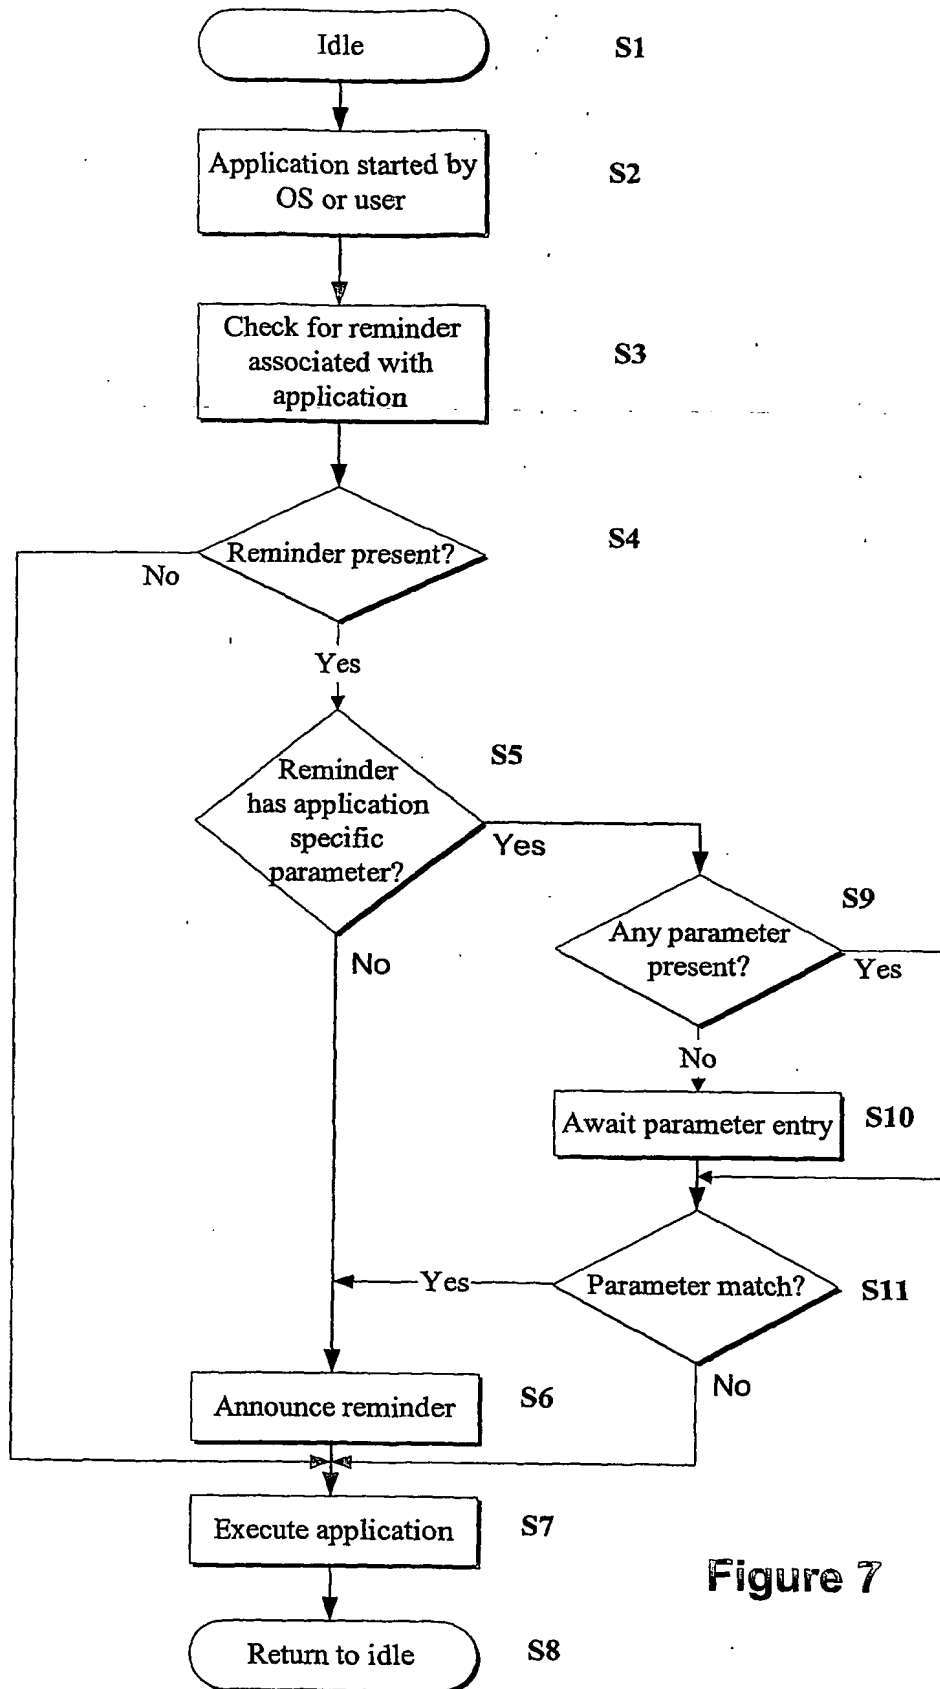 Idle
S1
Application started by
OS or user
S2
Check for reminder
associated with
application
S3
Reminder present?
S4
No
Yes
Reminder
has application
specific
parameter?
S5
Yes
No
Any parameter
present?
S9
Yes
No
Await parameter entry
S10
Parameter match?
S11
Yes
No
Announce reminder
S6
Execute application
S7
Return to idle
S8
Figure 7